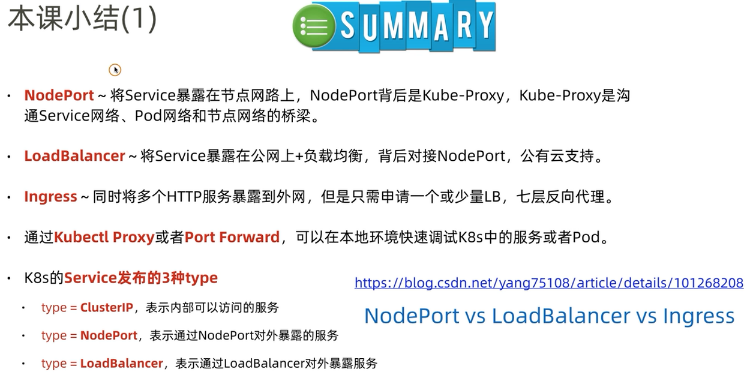 本课小结(1)
SUMMARY
· NodePort ~ 将Service暴露在节点网路上，NodePort背后是Kube-Proxy，Kube-Proxy是沟
通Service网络、Pod网络和节点网络的桥梁。
· LoadBalancer ~ 将Service暴露在公网上+负载均衡，背后对接NodePort，公有云支持。
· Ingress ~ 同时将多个HTTP服务暴露到外网，但是只需申请一个或少量LB，七层反向代理。
· 通过Kubectl Proxy或者Port Forward，可以在本地环境快速调试K8s中的服务或者Pod。
· K8s的Service发布的3种type
· type = ClusterIP，表示内部可以访问的服务
· type = NodePort，表示通过NodePort对外暴露的服务
· type = LoadBalancer，表示通过LoadBalancer对外暴露服务
https://blog.csdn.net/yang75108/article/details/101268208
NodePort vs LoadBalancer vs Ingress